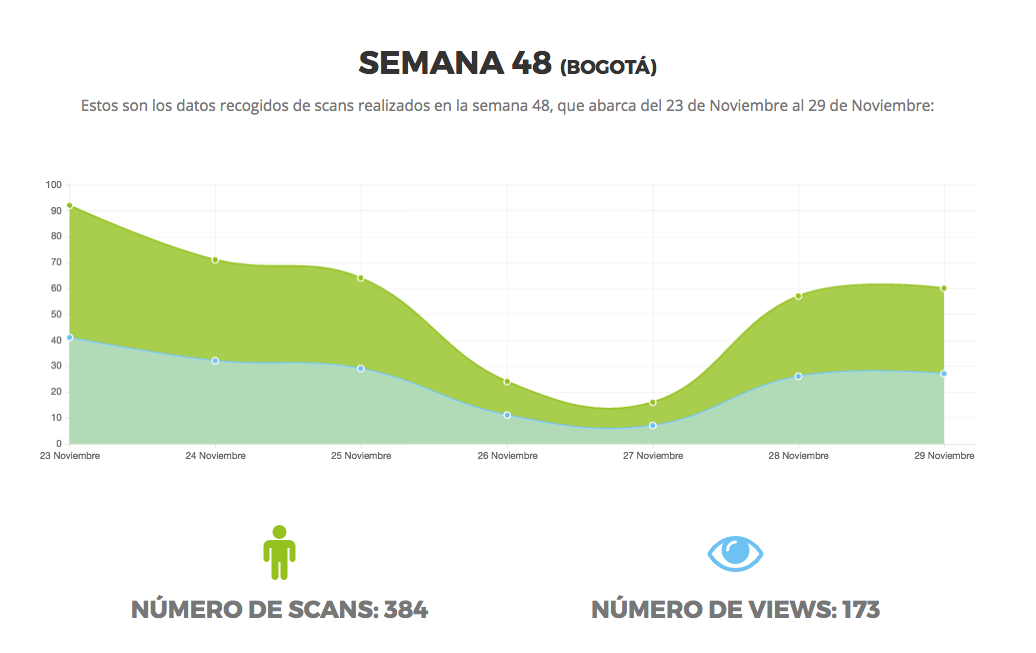 SEMANA 48 (BOGOTÁ)
Estos son los datos recogidos de scans realizados en la semana 48, que abarca del 23 de Noviembre al 29 de Noviembre:
100
90
80
70
60
50
40
30
20
10
0
23 Noviembre 24 Noviembre 25 Noviembre 26 Noviembre 27 Noviembre 28 Noviembre 29 Noviembre
NÚMERO DE SCANS: 384 NÚMERO DE VIEWS: 173